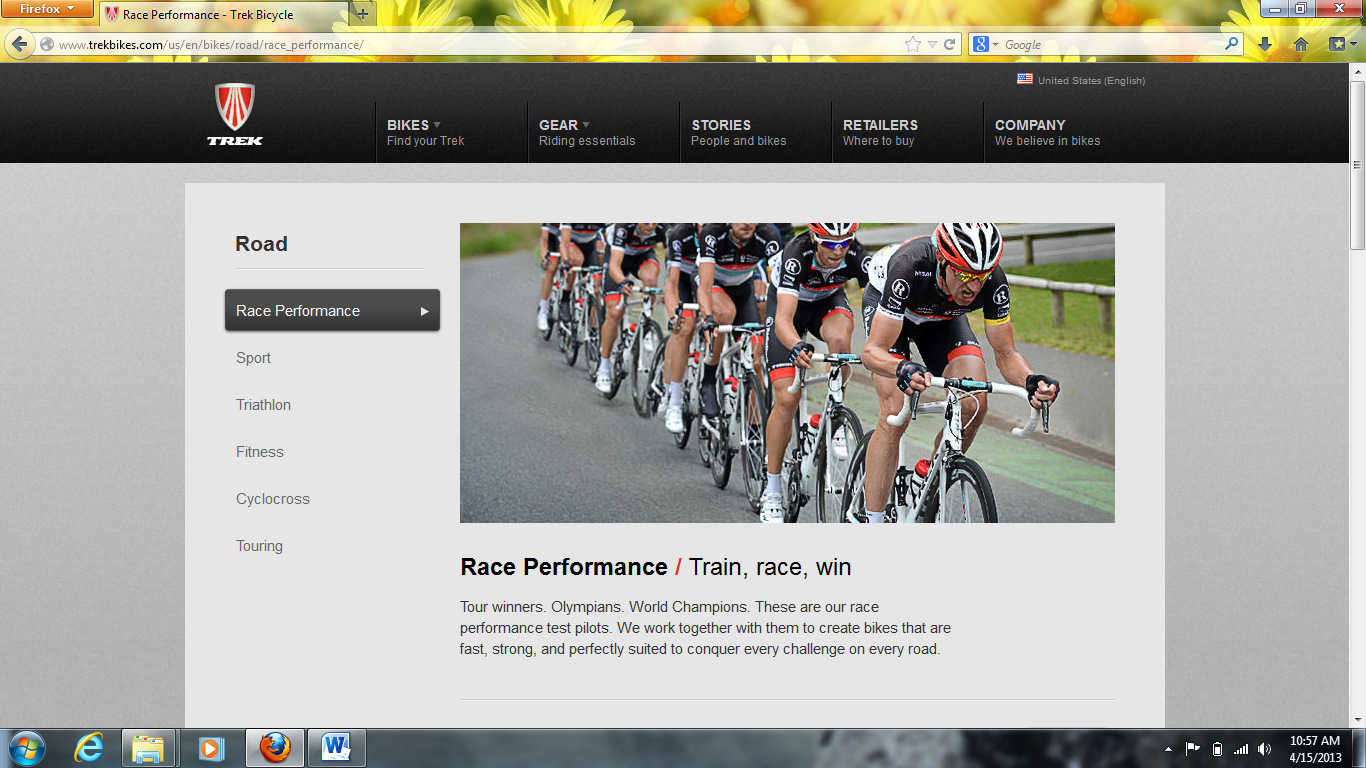 Firefox
Race Performance - Trek Bicycle
www.trekbikes.com/us/en/bikes/road/race_performance/
Google
United States (English)
TREK
BIKES
Find your Trek
GEAR
Riding essentials
STORIES
People and bikes
RETAILERS
Where to buy
COMPANY
We believe in bikes
Road
Race Performance
Sport
Triathlon
Fitness
Cyclocross
Touring
Race Performance / Train, race, win
Tour winners. Olympians. World Champions. These are our race
performance test pilots. We work together with them to create bikes that are
fast, strong, and perfectly suited to conquer every challenge on every road.
10:57 AM
4/15/2013